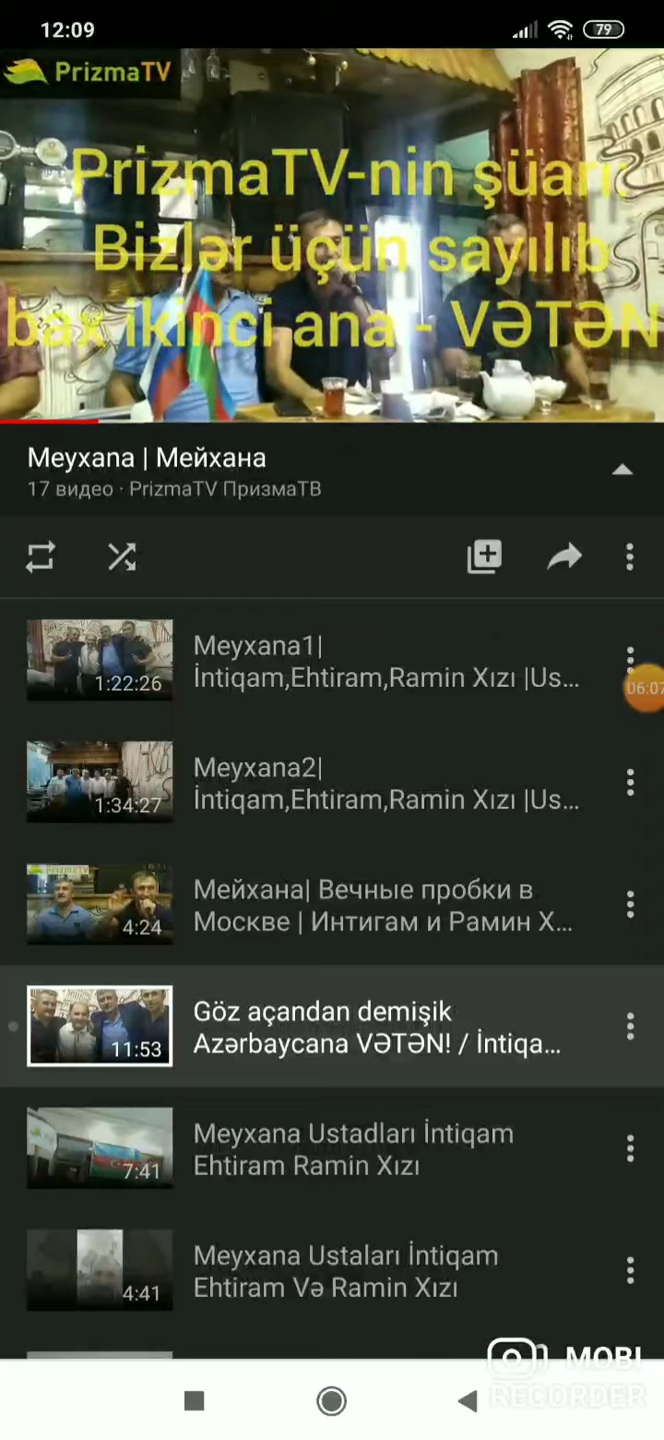 12:09
79
PrizmaTV
PrizmaTV-nin şüarı:
Bizlər üçün sayılıb
bax ikinci ana - VƏTƏN
Meyxana | Мейхана
17 видео · PrizmaTV ПризмаТВ
Meyxana1|
İntiqam,Ehtiram,Ramin Xızı |Us...
1:22:26
06:07
Meyxana2|
İntiqam,Ehtiram,Ramin Xızı |Us...
1:34:27
Мейхана| Вечные пробки в
Москве | Интигам и Рамин Х...
4:24
Göz açandan demişik
Azərbaycana VƏTƏN! / İntiqa...
11:53
Meyxana Ustadları İntiqam
Ehtiram Ramin Xızı
7:41
Meyxana Ustaları İntiqam
Ehtiram Və Ramin Xızı
4:41
MOBI
RECORDER